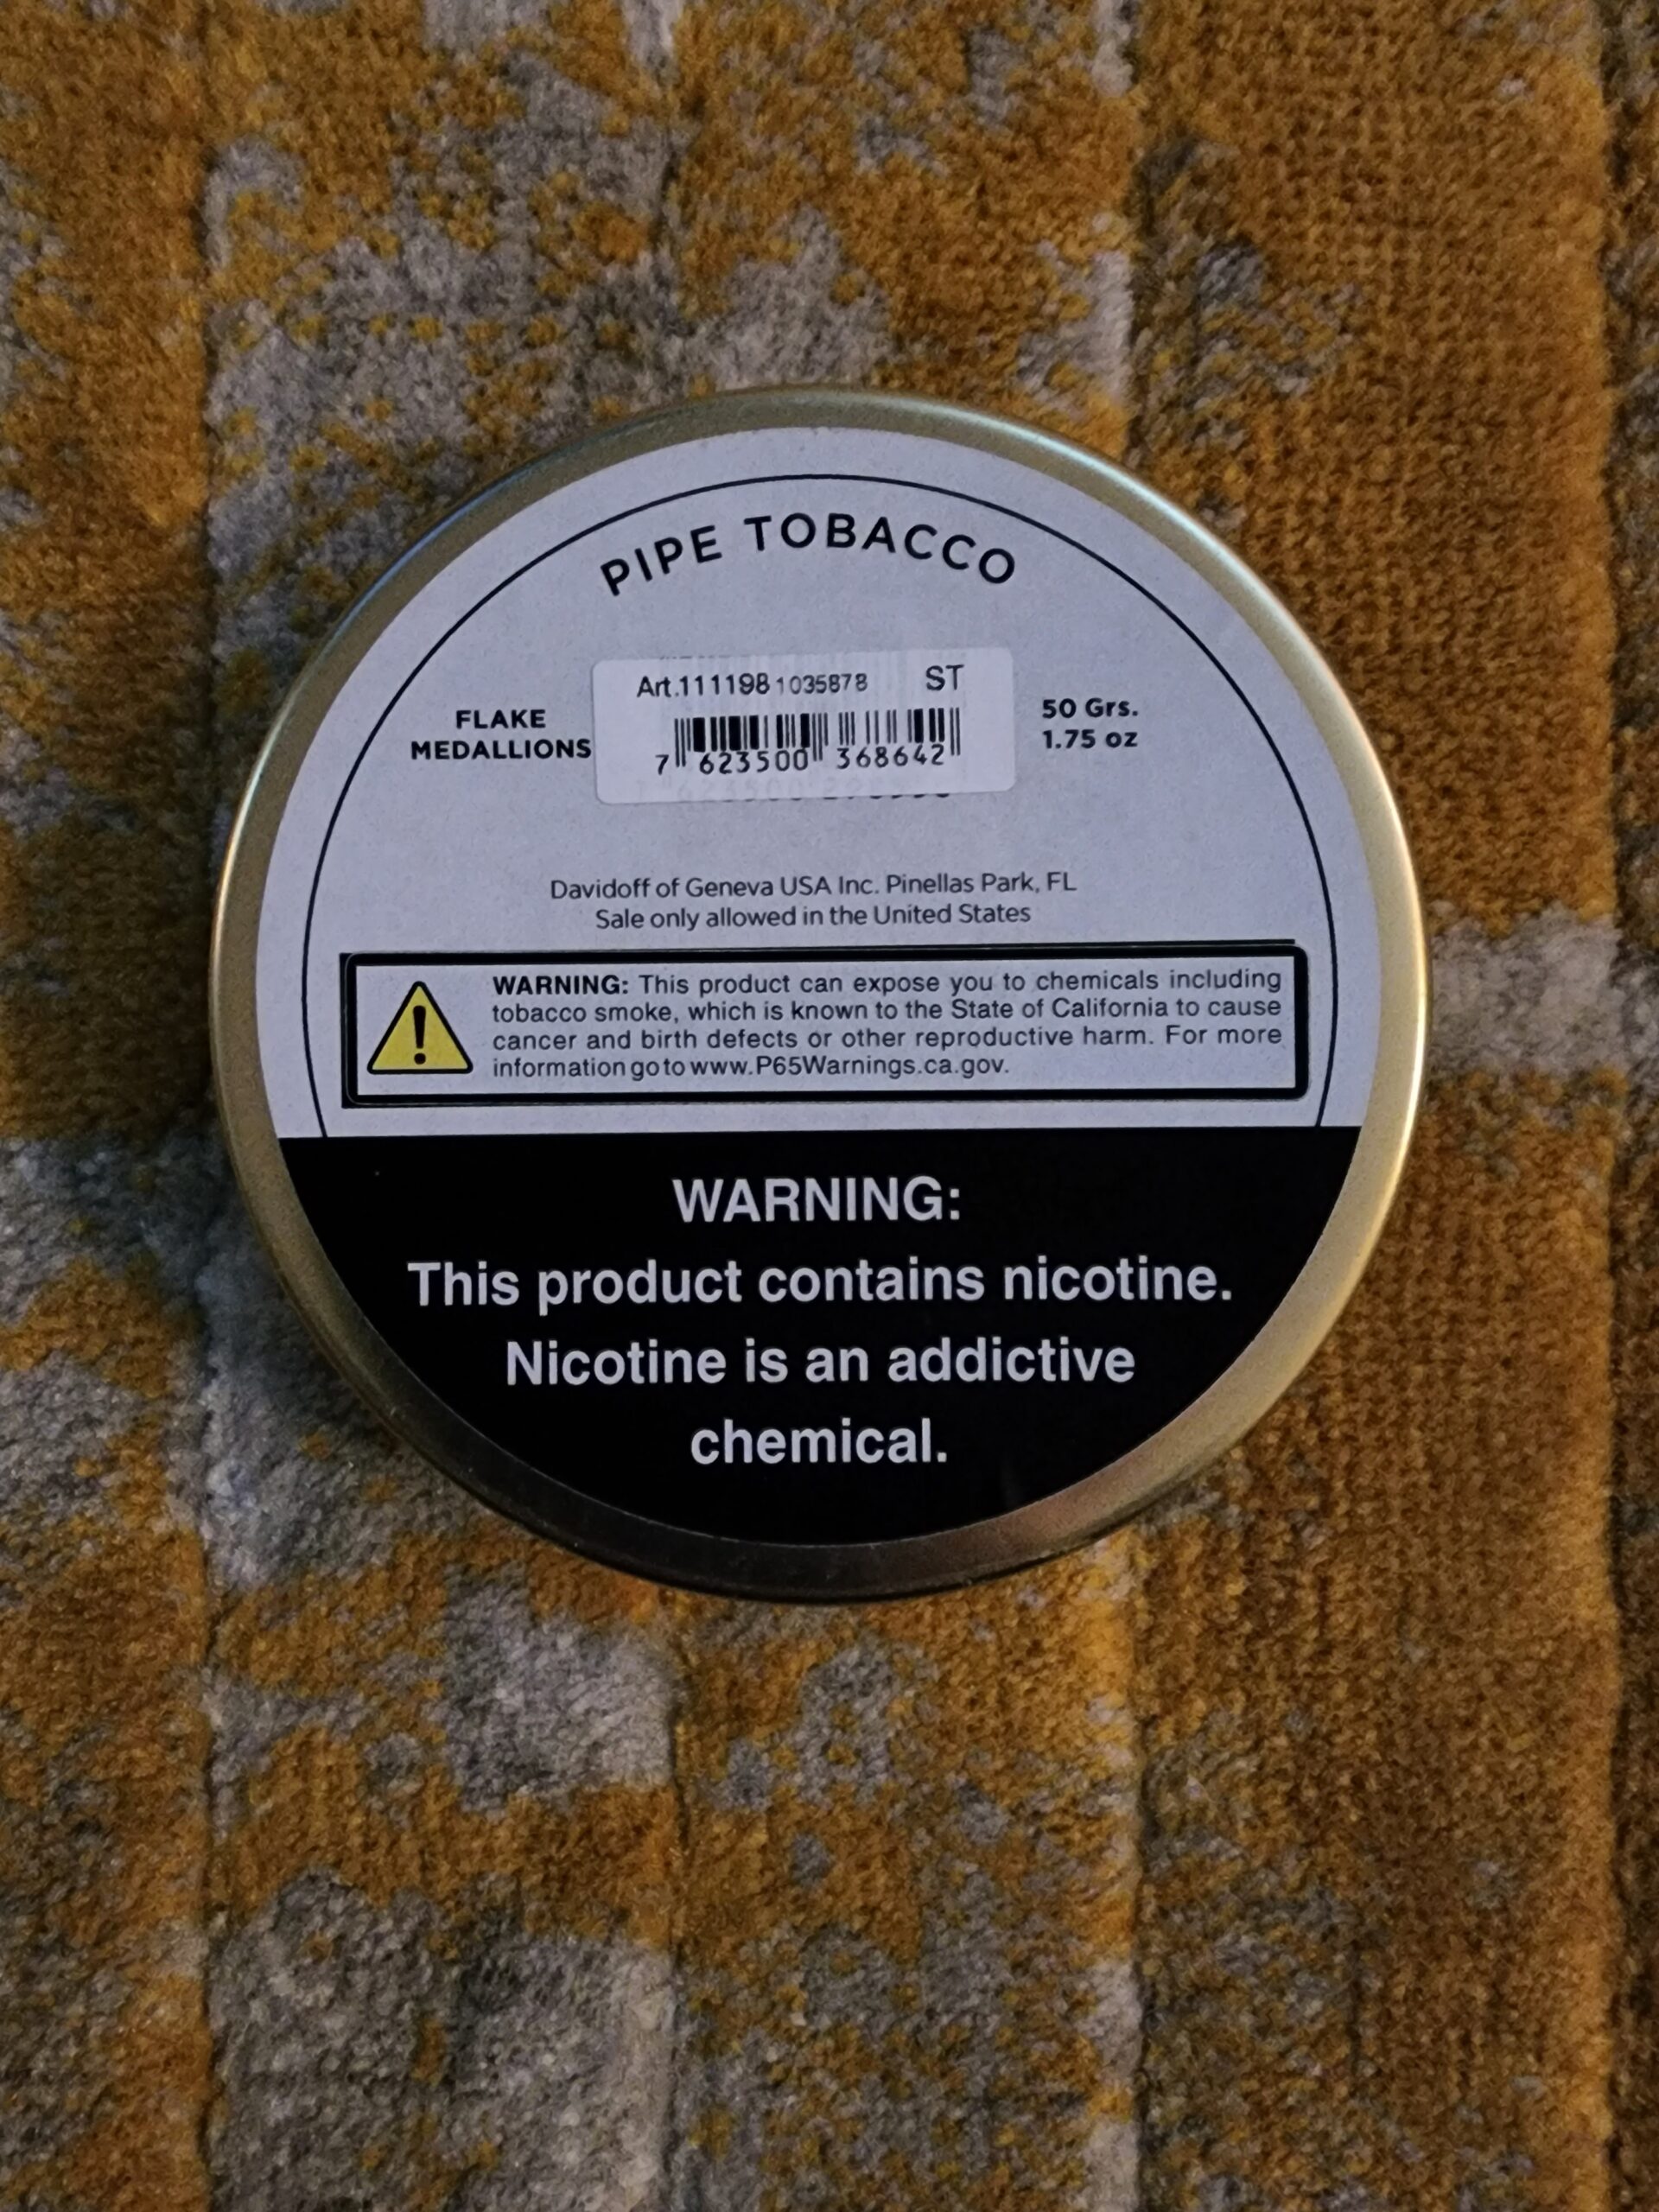 PIPE TOBACCO
Art.111198 1035878 ST
FLAKE
MEDALLIONS
7 623500 368642
50 Grs.
1.75 oz
Davidoff of Geneva USA Inc. Pinellas Park, FL
Sale only allowed in the United States
WARNING: This product can expose you to chemicals including
tobacco smoke, which is known to the State of California to cause
cancer and birth defects or other reproductive harm. For more
information go to www.P65Warnings.ca.gov.
WARNING:
This product contains nicotine.
Nicotine is an addictive
chemical.